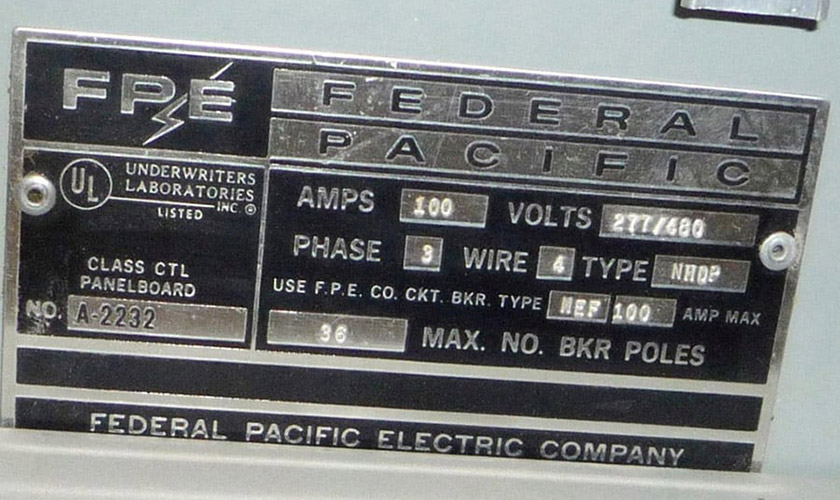 FPE
FEDERAL
PACIFIC
UL
UNDERWRITERS
LABORATORIES
INC. ®
LISTED
CLASS CTL
PANELBOARD
NO. A-2232
AMPS 100 VOLTS 277/480
PHASE 3 WIRE 4 TYPE NHDP
USE F.P.E. CO. CKT. BKR. TYPE NEF 100 AMP MAX
36 MAX. NO. BKR POLES
FEDERAL PACIFIC ELECTRIC COMPANY